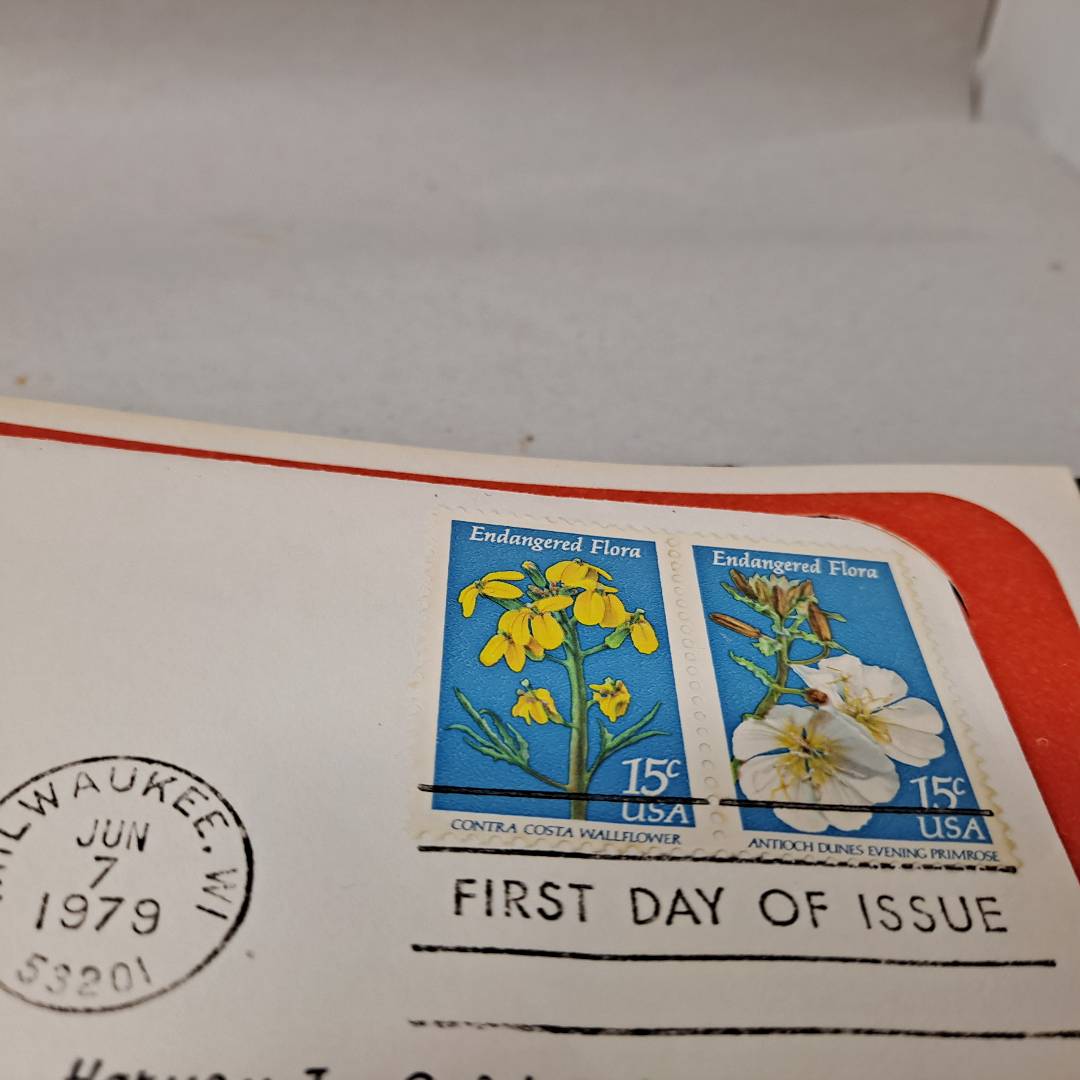 Endangered Flora
15c
USA
CONTRA COSTA WALLFLOWER
Endangered Flora
15c
USA
ANTIOCH DUNES EVENING PRIMROSE
MILWAUKEE, WI
JUN
7
1979
53201
FIRST DAY OF ISSUE